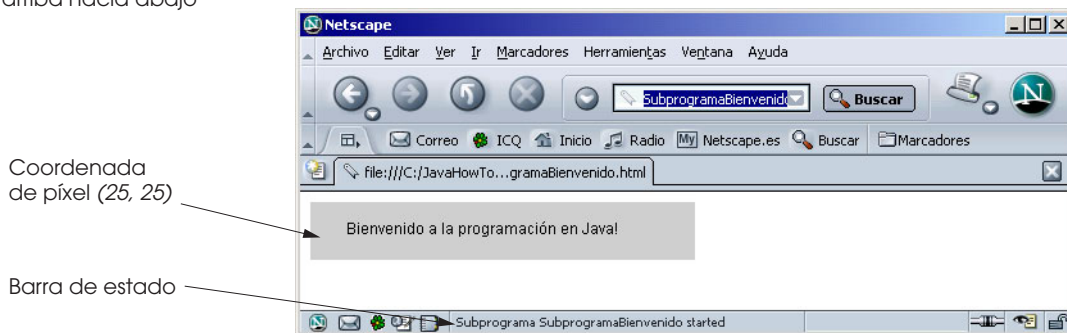 arriba hacia abajo
Netscape
Archivo Editar Ver Ir Marcadores Herramientas Ventana Ayuda
SubprogramaBienvenido
Buscar
N
Correo ICQ Inicio Radio My Netscape.es Buscar Marcadores
file:///C:/JavaHowTo...gramaBienvenido.html
Coordenada
de píxel (25, 25)
Bienvenido a la programación en Java!
Barra de estado
Subprograma SubprogramaBienvenido started